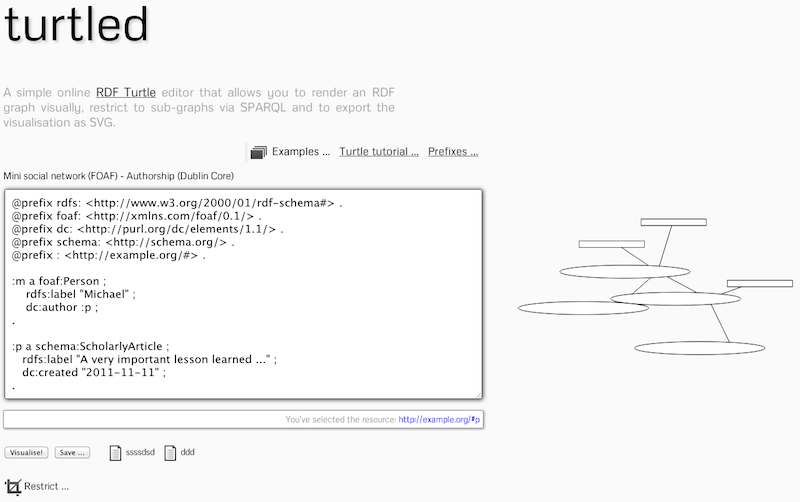 turtled
A simple online RDF Turtle editor that allows you to render an RDF
graph visually, restrict to sub-graphs via SPARQL and to export the
visualisation as SVG.
Examples ... Turtle tutorial ... Prefixes ...
Mini social network (FOAF) - Authorship (Dublin Core)
@prefix rdfs: <http://www.w3.org/2000/01/rdf-schema#> .
@prefix foaf: <http://xmlns.com/foaf/0.1/> .
@prefix dc: <http://purl.org/dc/elements/1.1/> .
@prefix schema: <http://schema.org/> .
@prefix : <http://example.org/#> .
:m a foaf:Person ;
rdfs:label "Michael" ;
dc:author :p ;
.
:p a schema:ScholarlyArticle ;
rdfs:label "A very important lesson learned ..." ;
dc:created "2011-11-11" ;
.
You've selected the resource: http://example.org/#p
Visualise! Save ... ssssdsd ddd
Restrict ...